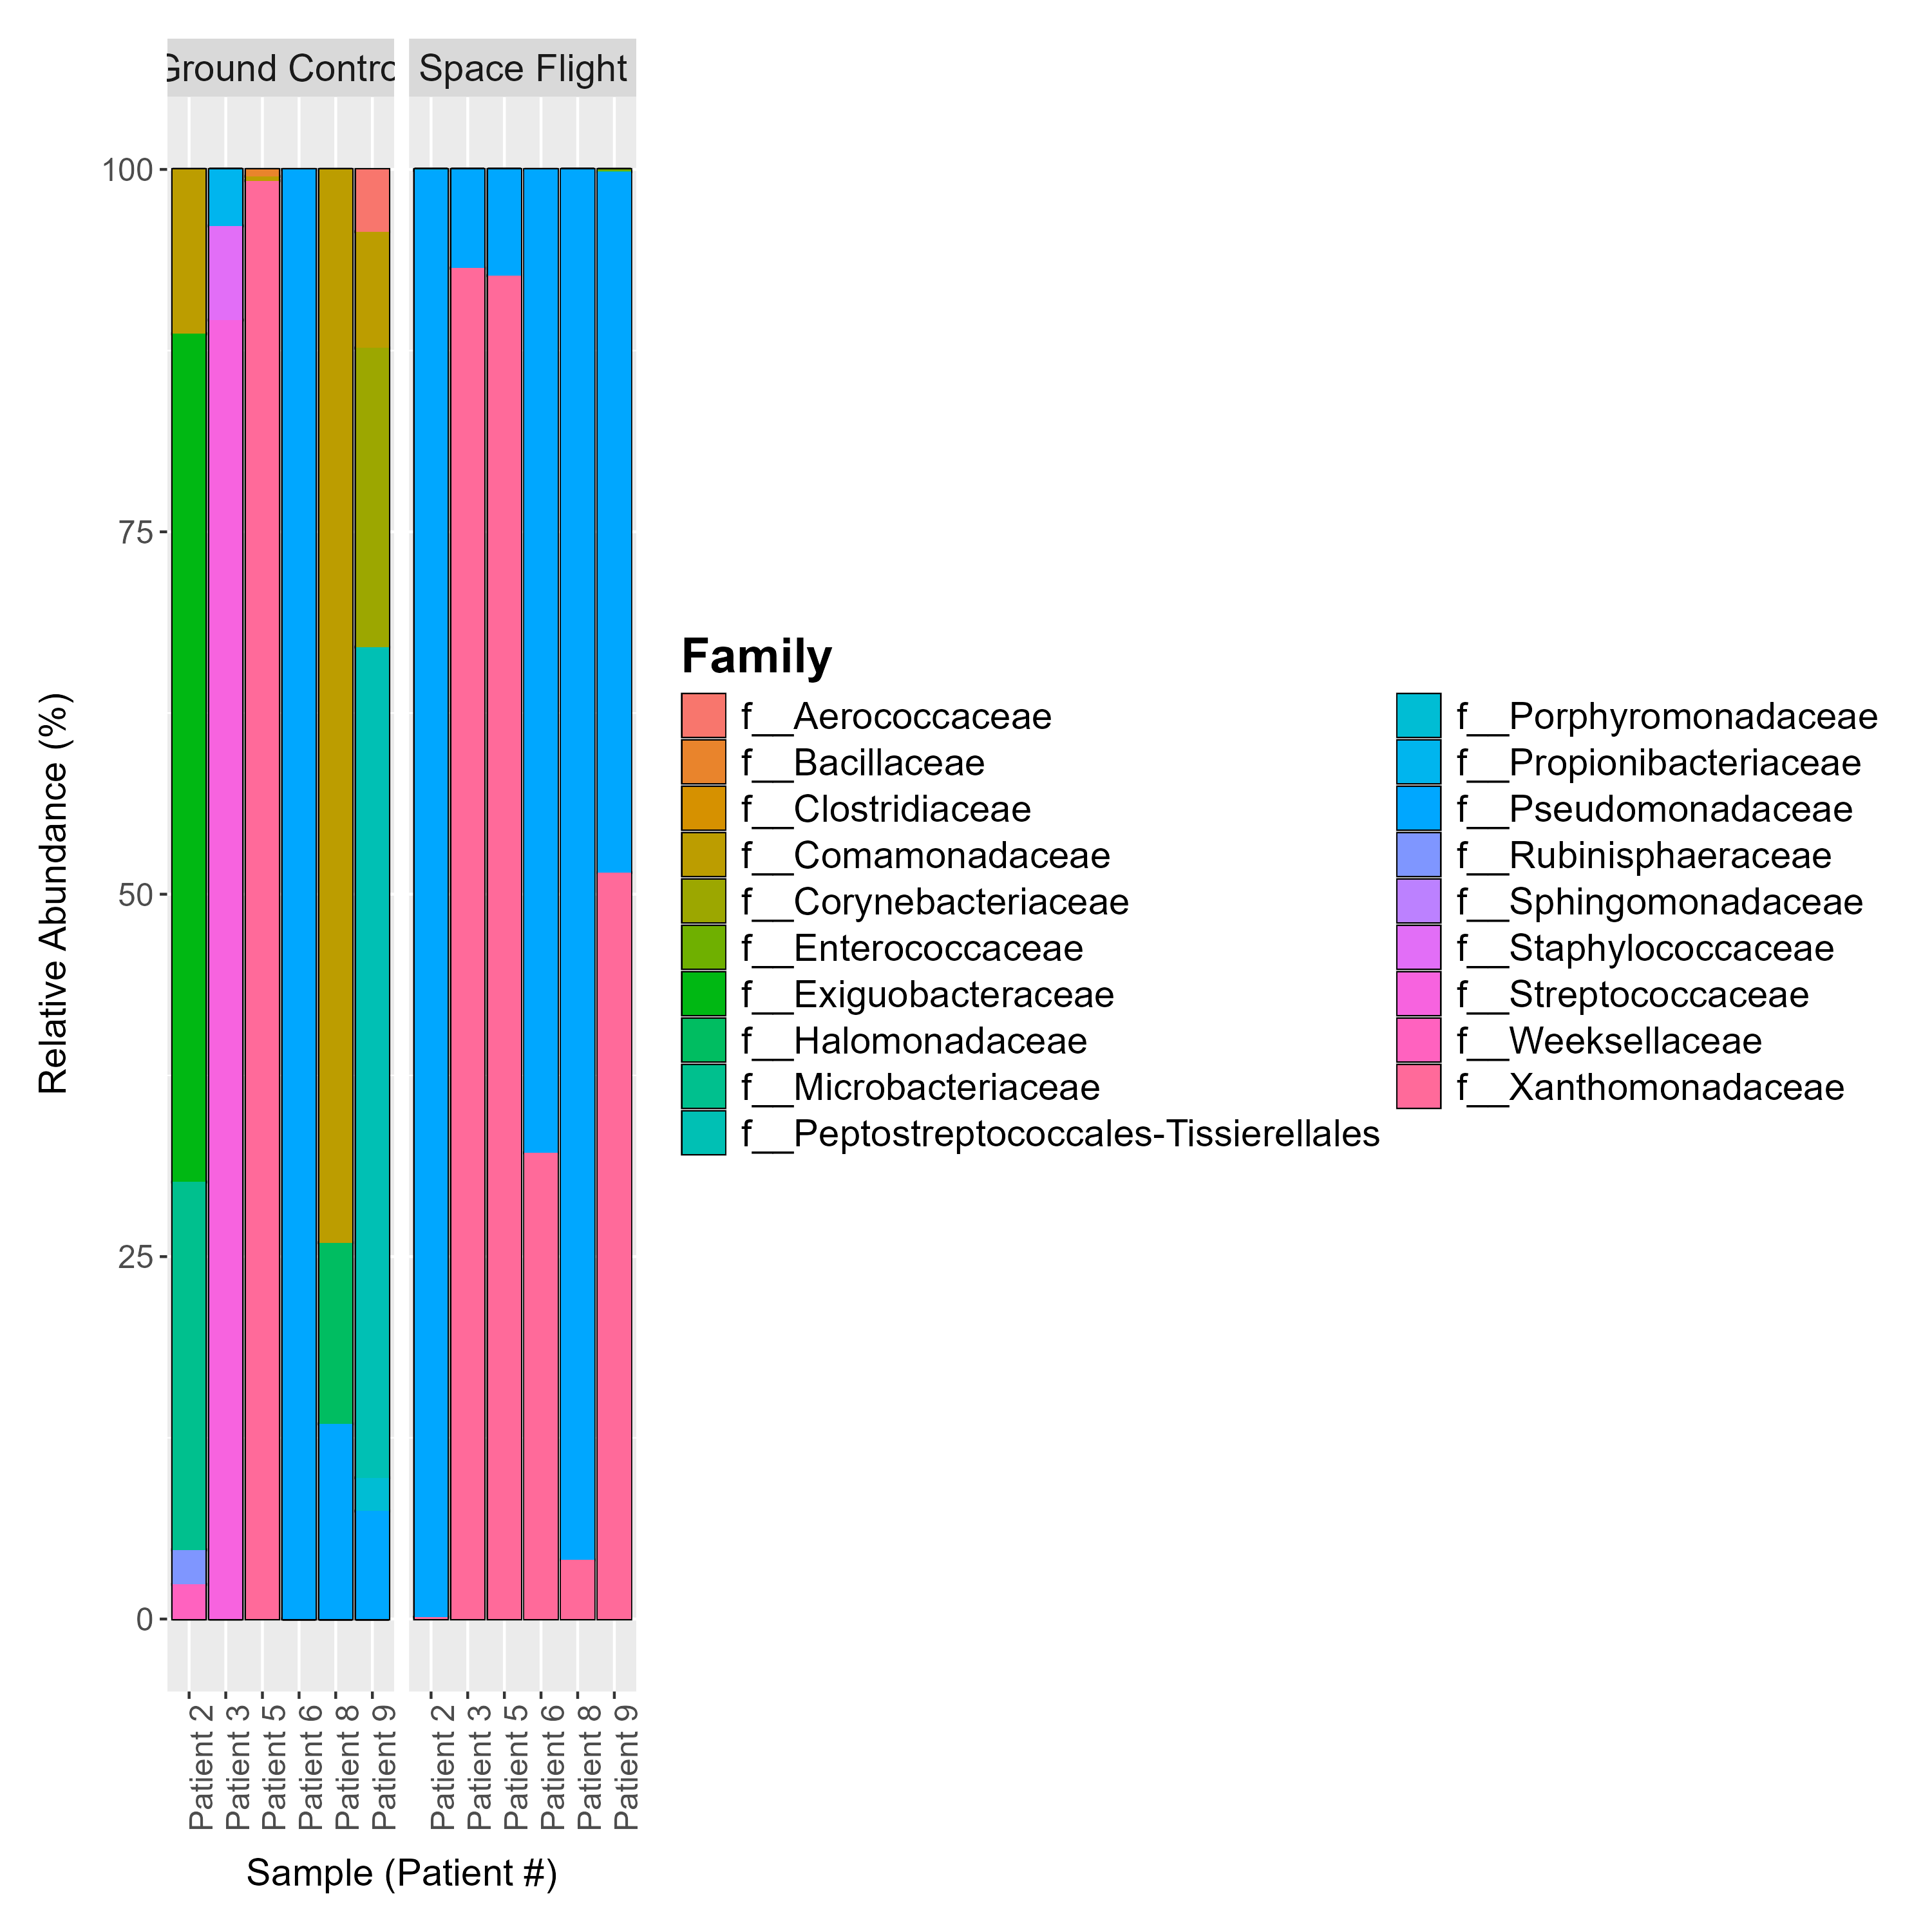 Ground Contro
Space Flight
100
75
50
25
0
Relative Abundance (%)
Patient 2
Patient 3
Patient 5
Patient 6
Patient 8
Patient 9
Patient 2
Patient 3
Patient 5
Patient 6
Patient 8
Patient 9
Sample (Patient #)
Family
f__Aerococcaceae
f__Bacillaceae
f__Clostridiaceae
f__Comamonadaceae
f__Corynebacteriaceae
f__Enterococcaceae
f__Exiguobacteraceae
f__Halomonadaceae
f__Microbacteriaceae
f__Peptostreptococcales-Tissierellales
f__Porphyromonadaceae
f__Propionibacteriaceae
f__Pseudomonadaceae
f__Rubinisphaeraceae
f__Sphingomonadaceae
f__Staphylococcaceae
f__Streptococcaceae
f__Weeksellaceae
f__Xanthomonadaceae